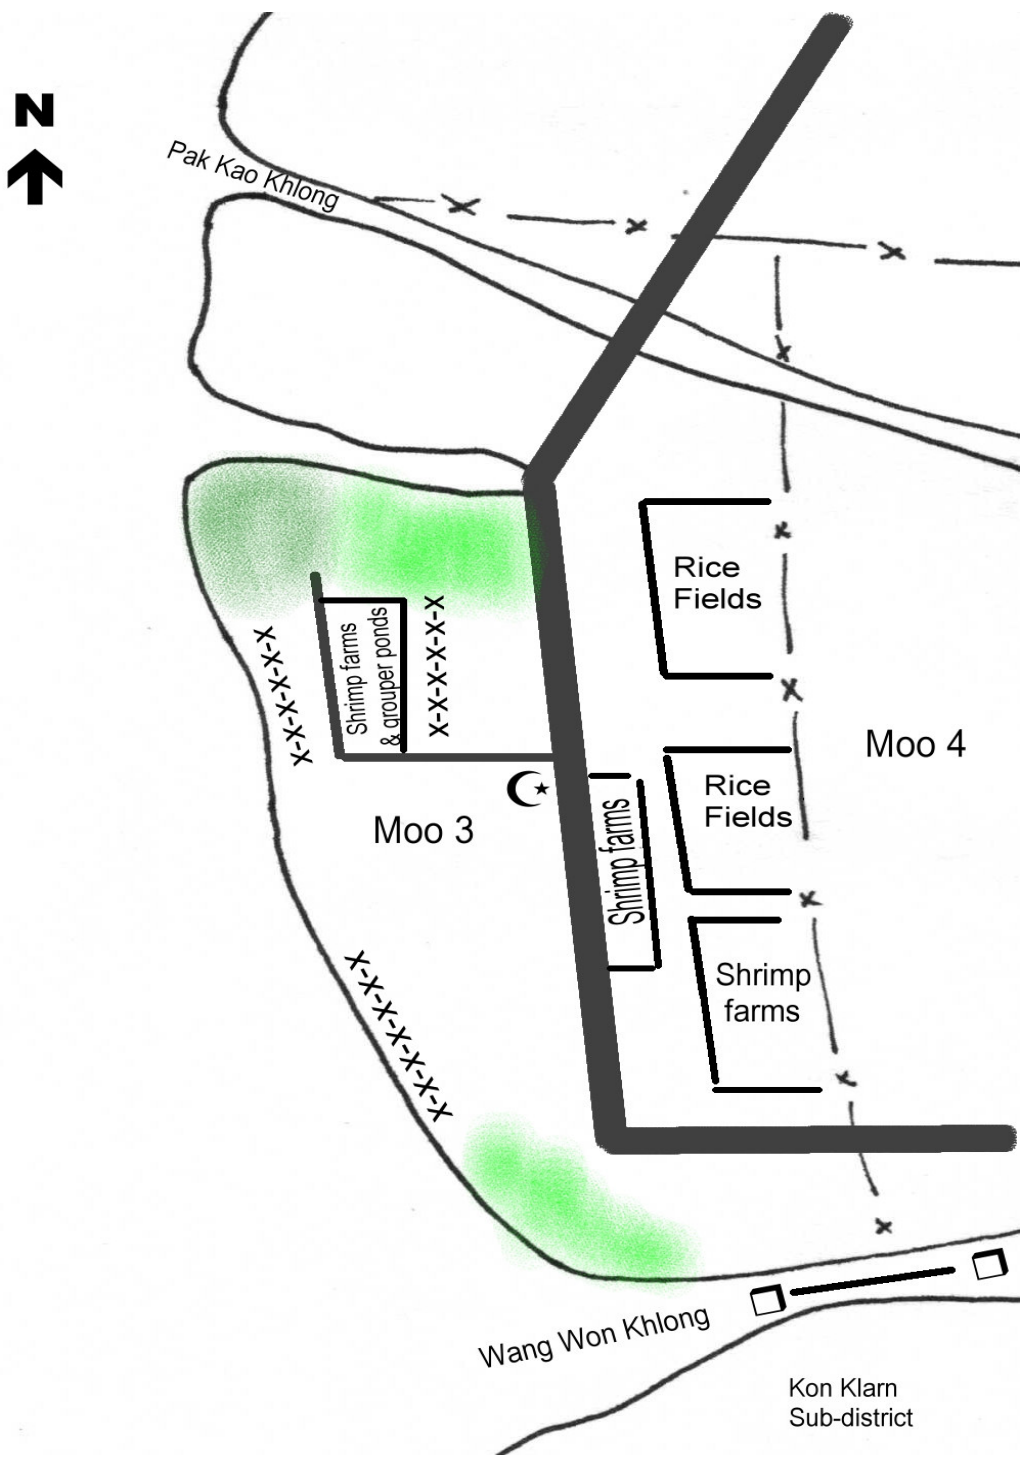 N
Pak Kao Khlong
Rice
Fields
Shrimp farms
& grouper ponds
X-X-X-X-X-X-X
X-X-X-X-X-X-X
Moo 4
Rice
Fields
Shrimp farms
Moo 3
Shrimp
farms
X-X-X-X-X-X-X-X
Wang Won Khlong
Kon Klarn
Sub-district